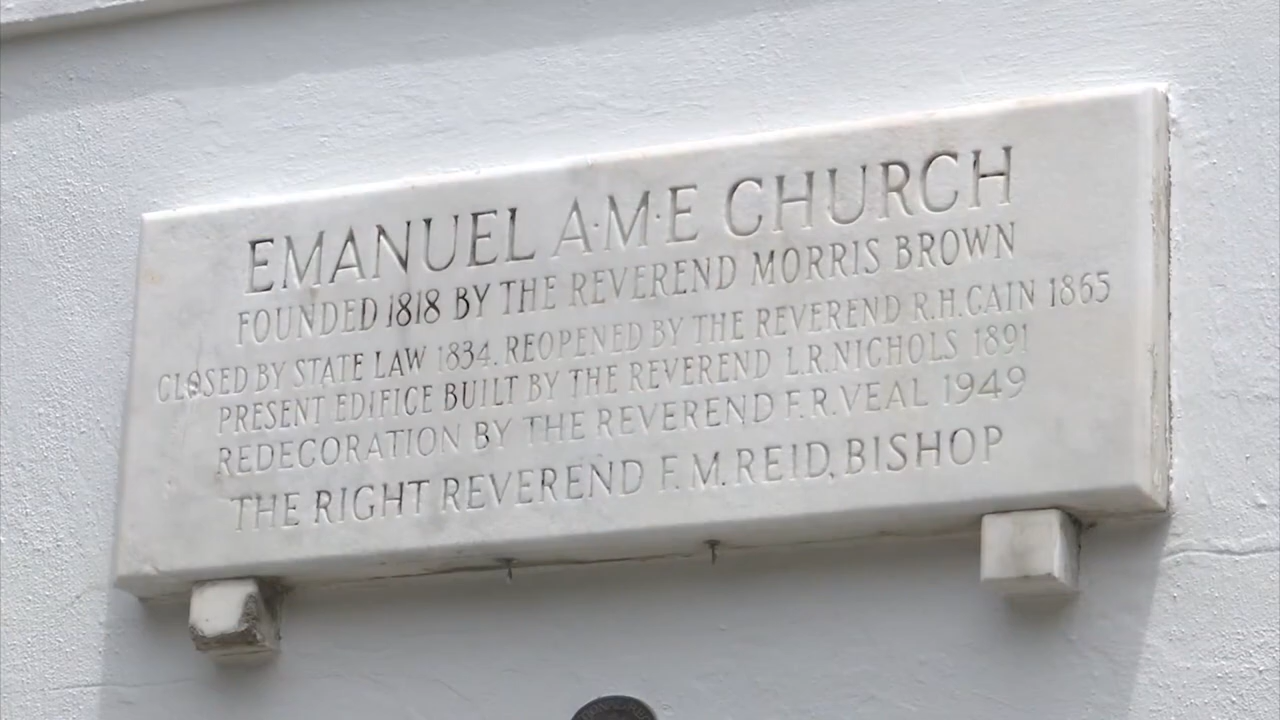 EMANUEL A·M·E CHURCH
FOUNDED 1818 BY THE REVEREND MORRIS BROWN
CLOSED BY STATE LAW 1834. REOPENED BY THE REVEREND R.H.CAIN 1865
PRESENT EDIFICE BUILT BY THE REVEREND L.R.NICHOLS 1891
REDECORATION BY THE REVEREND F.R.VEAL 1949
THE RIGHT REVEREND F.M.REID, BISHOP